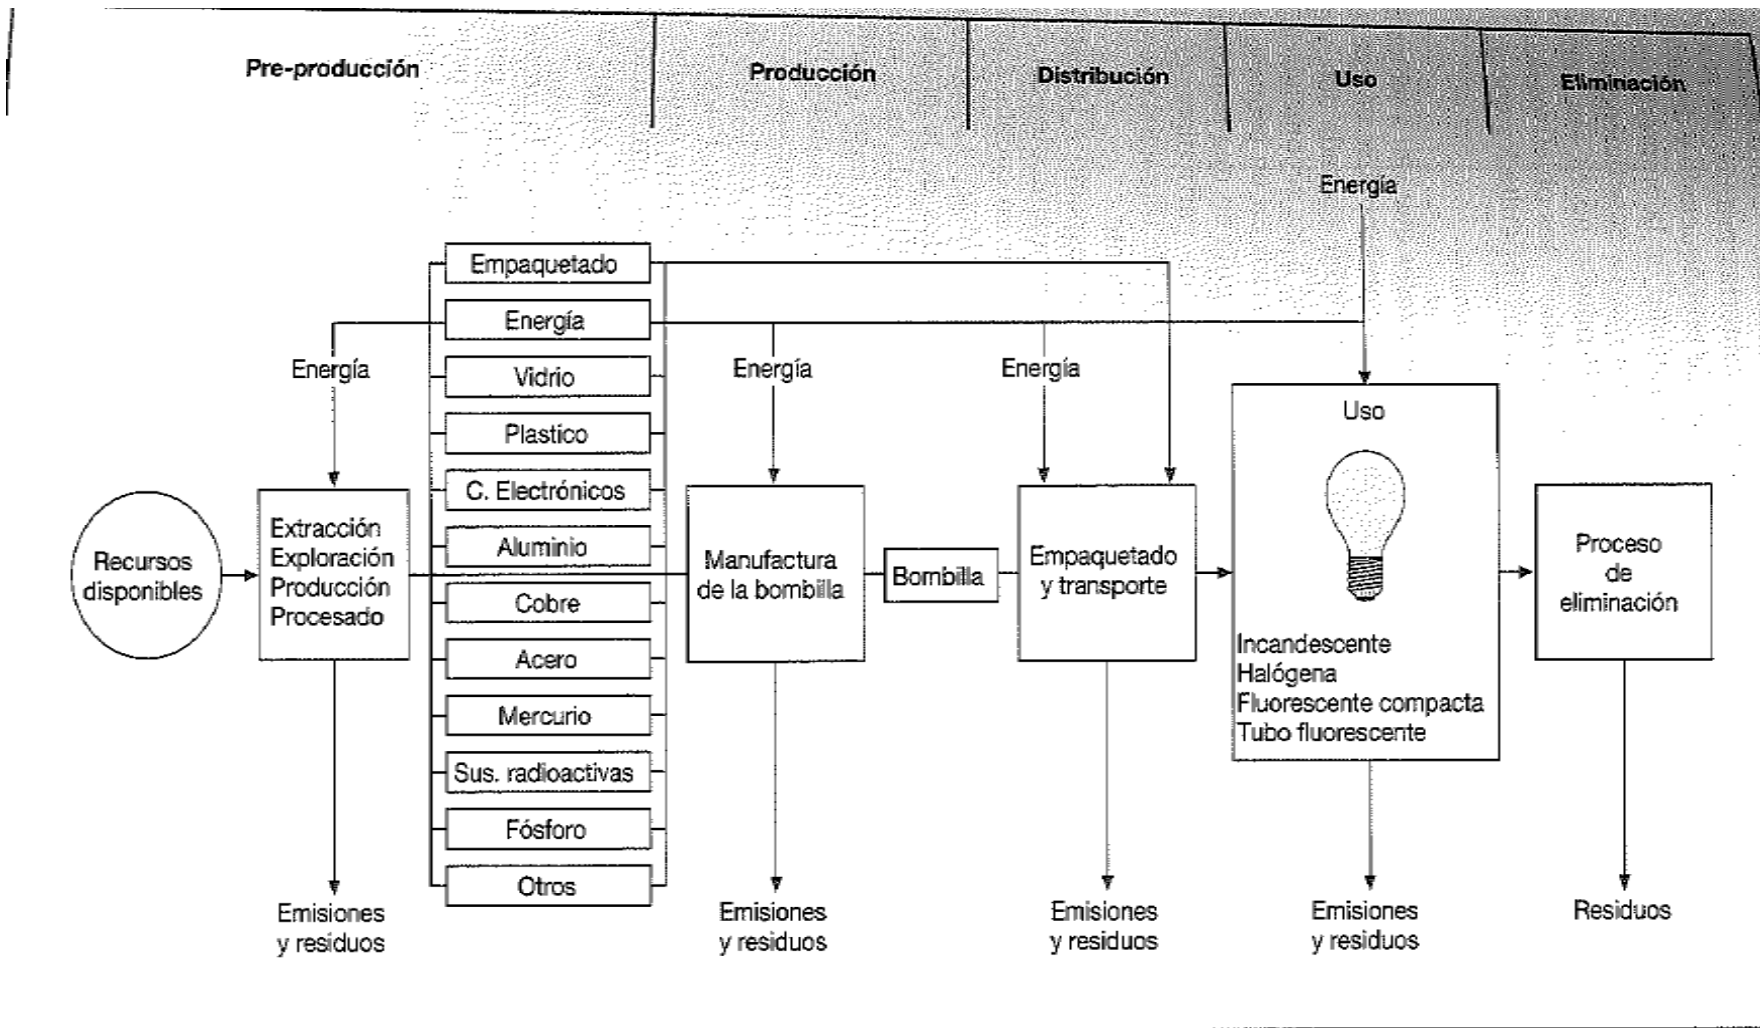 Pre-producción
Producción
Distribución
Uso
Eliminación
Energía
Empaquetado
Energía
Vidrio
Plastico
C. Electrónicos
Aluminio
Cobre
Acero
Mercurio
Sus. radioactivas
Fósforo
Otros
Energía
Energía
Energía
Recursos
disponibles
Extracción
Exploración
Producción
Procesado
Manufactura
de la bombilla
Bombilla
Empaquetado
y transporte
Uso
Incandescente
Halógena
Fluorescente compacta
Tubo fluorescente
Proceso
de
eliminación
Emisiones
y residuos
Emisiones
y residuos
Emisiones
y residuos
Emisiones
y residuos
Residuos